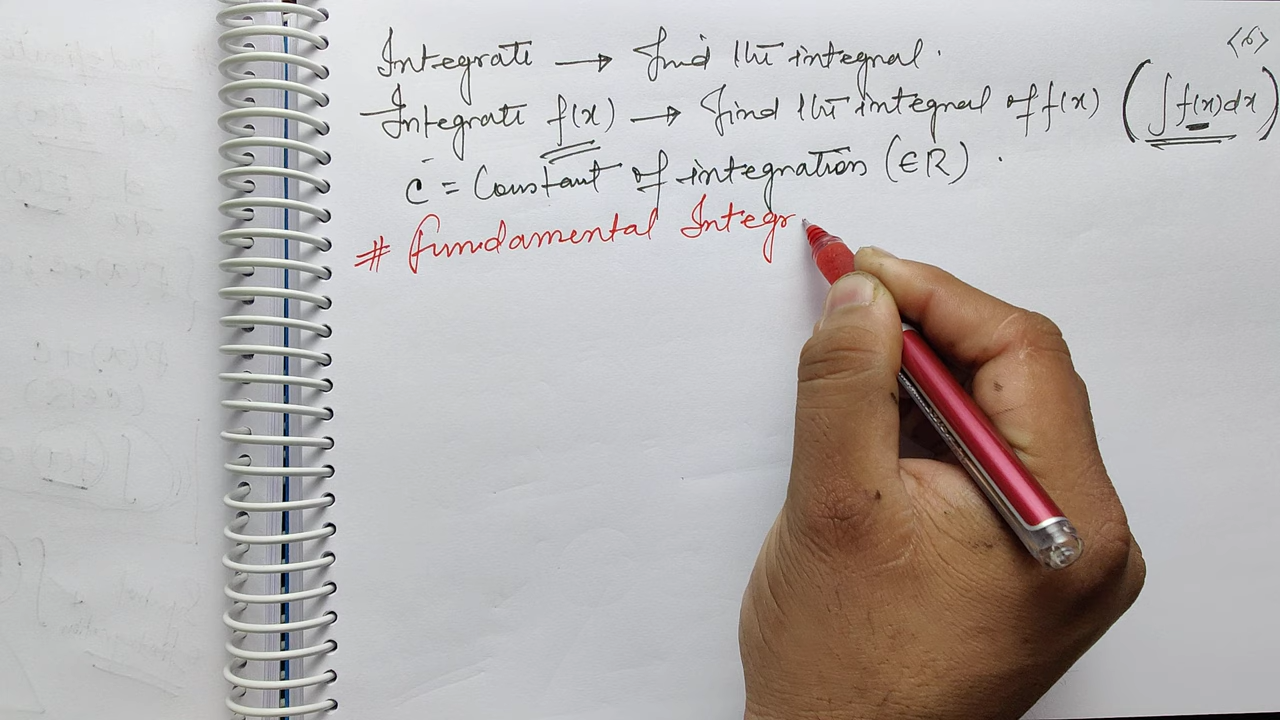 Integrate → find the integral.
Integrate f(x) → find the integral of f(x) (∫f(x)dx)
c = Constant of integration (∈R).
# Fundamental Integr